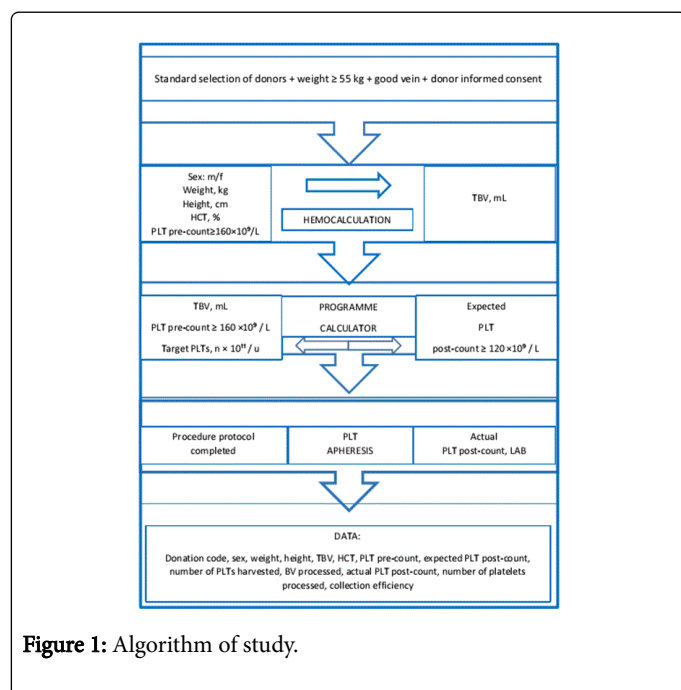 Standard selection of donors + weight ≥ 55 kg + good vein + donor informed consent
Sex: m/f
Weight, kg
Height, cm
HCT, %
PLT pre-count≥160×10⁹/L
HEMOCALCULATION
TBV, mL
TBV, mL
PLT pre-count ≥ 160 ×10⁹ / L
Target PLTs, n × 10¹¹ / u
PROGRAMME
CALCULATOR
Expected
PLT
post-count ≥ 120 ×10⁹ / L
Procedure protocol
completed
PLT
APHERESIS
Actual
PLT post-count, LAB
DATA:
Donation code, sex, weight, height, TBV, HCT, PLT pre-count, expected PLT post-count,
number of PLTs harvested, BV processed, actual PLT post-count, number of platelets
processed, collection efficiency
Figure 1: Algorithm of study.